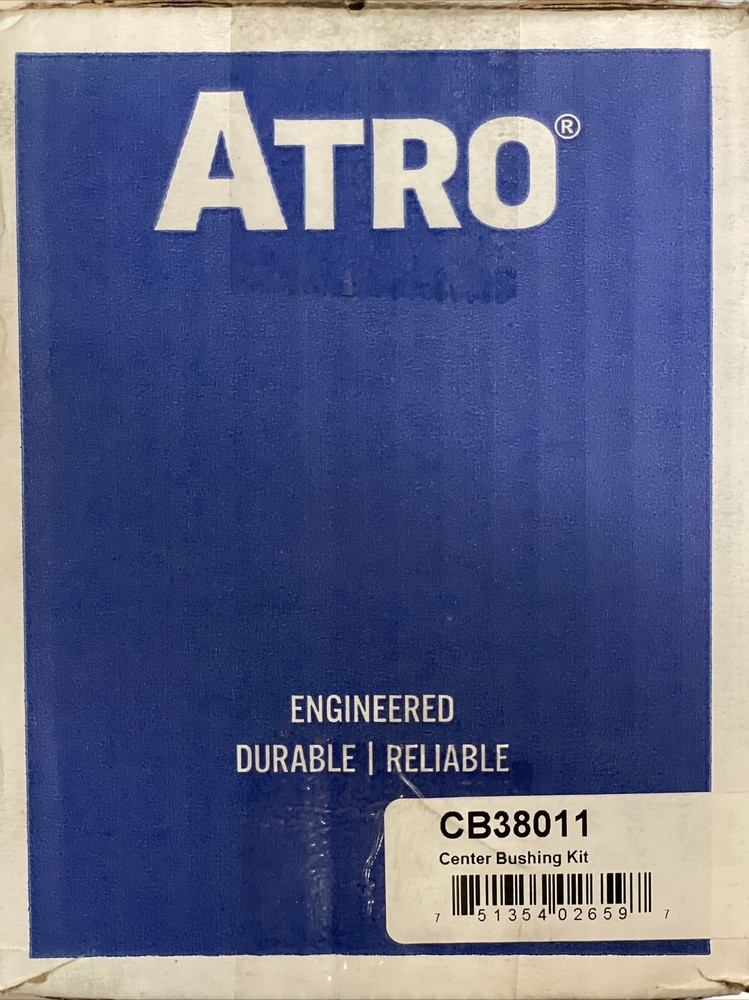 ATRO®
ENGINEERED
DURABLE | RELIABLE
CB38011
Center Bushing Kit
7 51354 02659 7